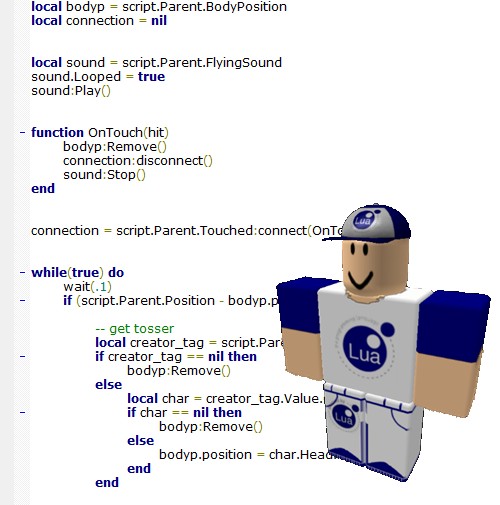 local bodyp = script.Parent.BodyPosition
local connection = nil
local sound = script.Parent.FlyingSound
sound.Looped = true
sound:Play()
function OnTouch(hit)
bodyp:Remove()
connection:disconnect()
sound:Stop()
end
connection = script.Parent.Touched:connect(OnTo
while(true) do
wait(.1)
if (script.Parent.Position - bodyp.p
-- get tosser
local creator_tag = script.Pare
if creator_tag == nil then
bodyp:Remove()
else
local char = creator_tag.Value.
if char == nil then
bodyp:Remove()
else
bodyp.position = char.Head
end
end
Lua
Lua
Lua